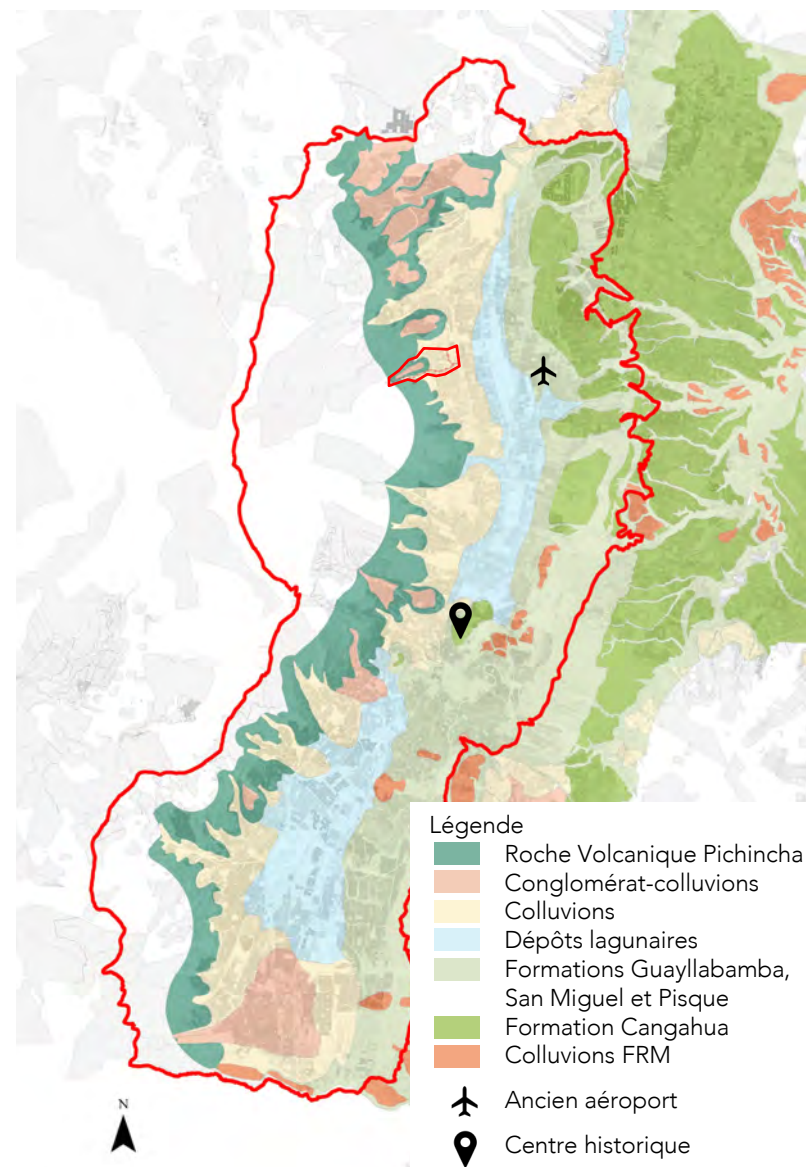 Légende
Roche Volcanique Pichincha
Conglomérat-colluvions
Colluvions
Dépôts lagunaires
Formations Guayllabamba,
San Miguel et Pisque
Formation Cangahua
Colluvions FRM
Ancien aéroport
Centre historique
N